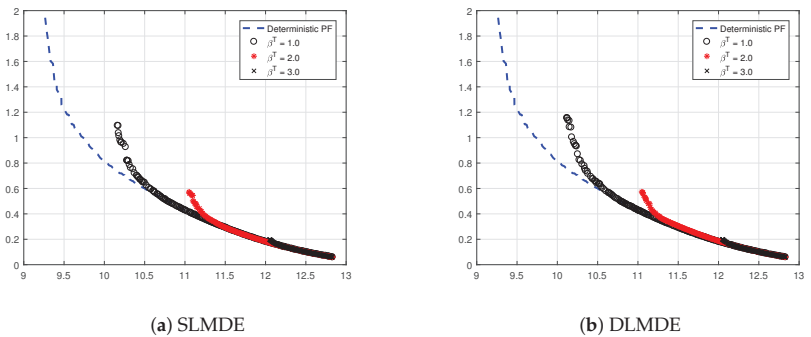 2
1.8
1.6
1.4
1.2
1
0.8
0.6
0.4
0.2
0
9 9.5 10 10.5 11 11.5 12 12.5 13
Deterministic PF
β^T = 1.0
β^T = 2.0
β^T = 3.0
(a) SLMDE
2
1.8
1.6
1.4
1.2
1
0.8
0.6
0.4
0.2
0
9 9.5 10 10.5 11 11.5 12 12.5 13
Deterministic PF
β^T = 1.0
β^T = 2.0
β^T = 3.0
(b) DLMDE